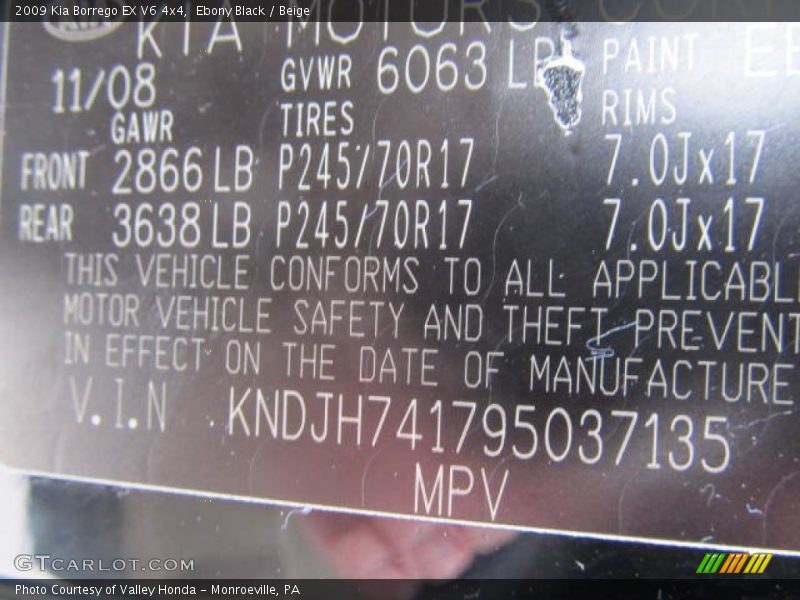 2009 Kia Borrego EX V6 4x4, Ebony Black / Beige
KIA MOTORS CO
11/08 GVWR 6063 LB PAINT EB
GAWR TIRES RIMS
FRONT 2866 LB P245/70R17 7.0Jx17
REAR 3638 LB P245/70R17 7.0Jx17
THIS VEHICLE CONFORMS TO ALL APPLICABL
MOTOR VEHICLE SAFETY AND THEFT PREVENT
IN EFFECT ON THE DATE OF MANUFACTURE
V.I.N. KNDJH741795037135
MPV
GTCARLOT.COM
Photo Courtesy of Valley Honda - Monroeville, PA